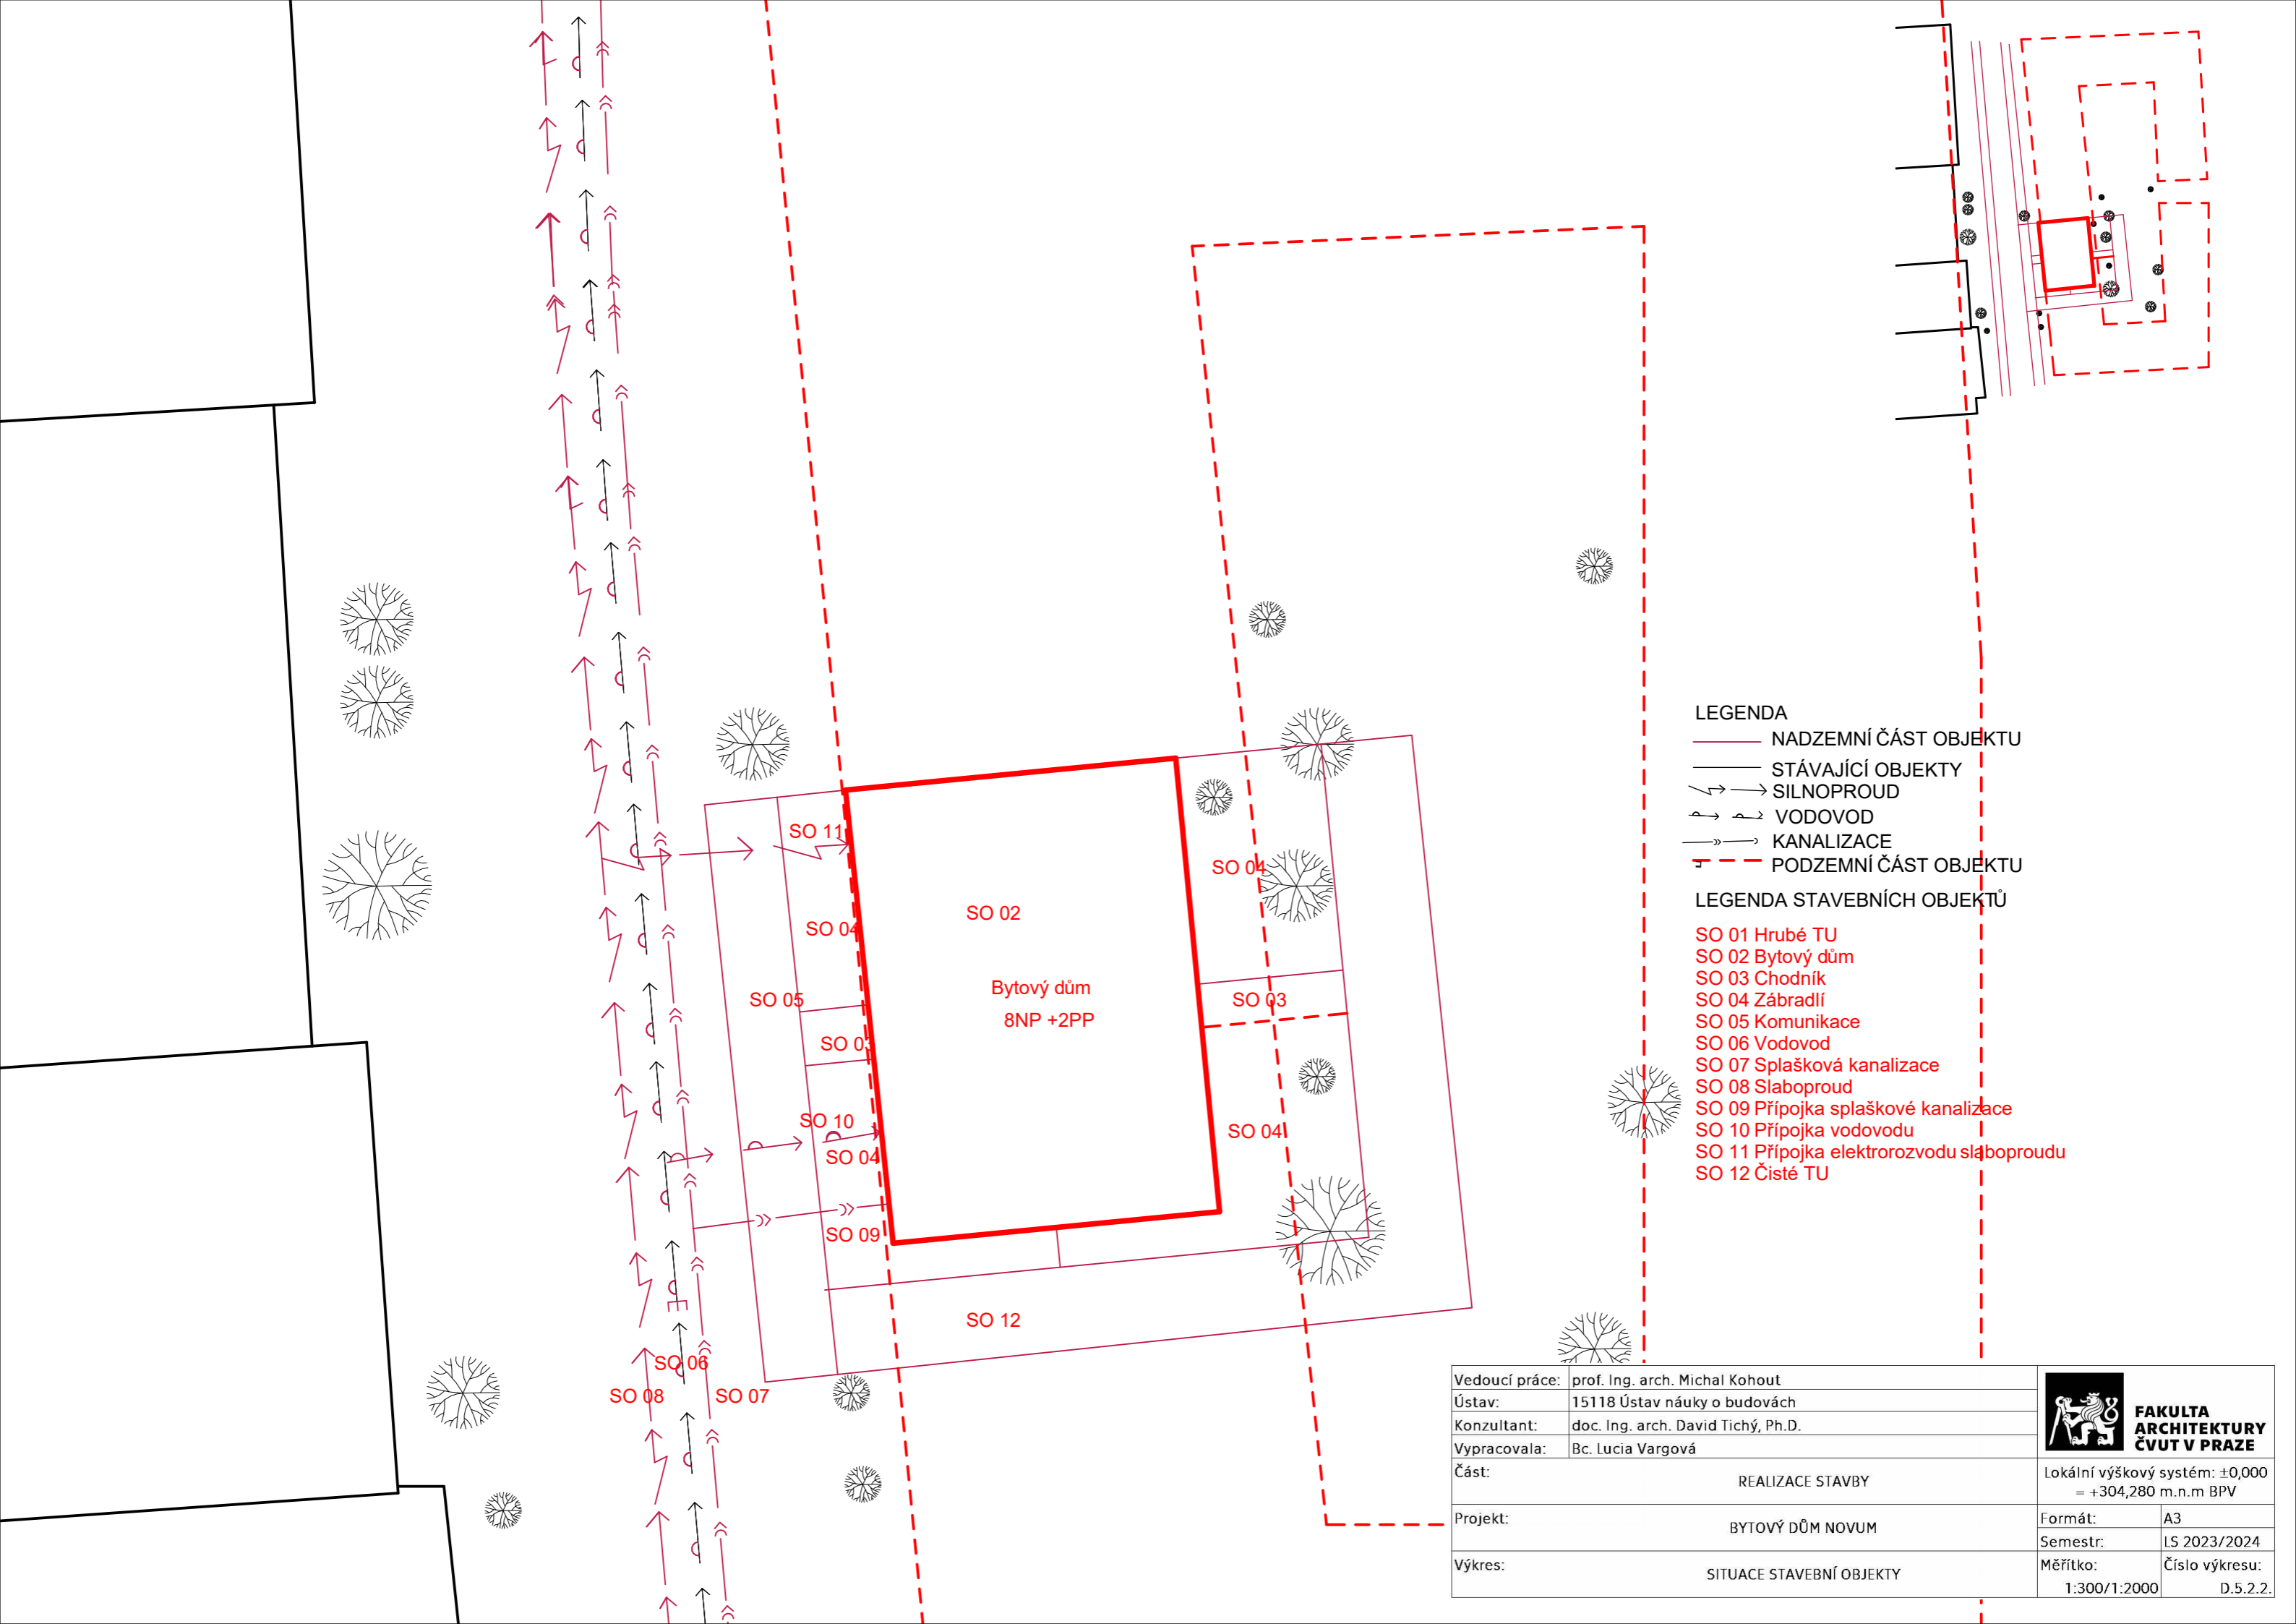 SO 11
SO 04
SO 02
SO 04
Bytový dům
8NP +2PP
SO 05
SO 03
SO 03
SO 10
SO 04
SO 04
SO 09
SO 12
SO 06
SO 08
SO 07
LEGENDA
NADZEMNÍ ČÁST OBJEKTU
STÁVAJÍCÍ OBJEKTY
SILNOPROUD
VODOVOD
KANALIZACE
PODZEMNÍ ČÁST OBJEKTU
LEGENDA STAVEBNÍCH OBJEKTŮ
SO 01 Hrubé TU
SO 02 Bytový dům
SO 03 Chodník
SO 04 Zábradlí
SO 05 Komunikace
SO 06 Vodovod
SO 07 Splašková kanalizace
SO 08 Slaboproud
SO 09 Přípojka splaškové kanalizace
SO 10 Přípojka vodovodu
SO 11 Přípojka elektrorozvodu slaboproudu
SO 12 Čisté TU
Vedoucí práce: prof. Ing. arch. Michal Kohout
Ústav: 15118 Ústav náuky o budovách
Konzultant: doc. Ing. arch. David Tichý, Ph.D.
Vypracovala: Bc. Lucia Vargová
FAKULTA
ARCHITEKTURY
ČVUT V PRAZE
Část: REALIZACE STAVBY
Lokální výškový systém: ±0,000
= +304,280 m.n.m BPV
Projekt: BYTOVÝ DŮM NOVUM
Formát: A3
Semestr: LS 2023/2024
Výkres: SITUACE STAVEBNÍ OBJEKTY
Měřítko: 1:300/1:2000
Číslo výkresu: D.5.2.2.